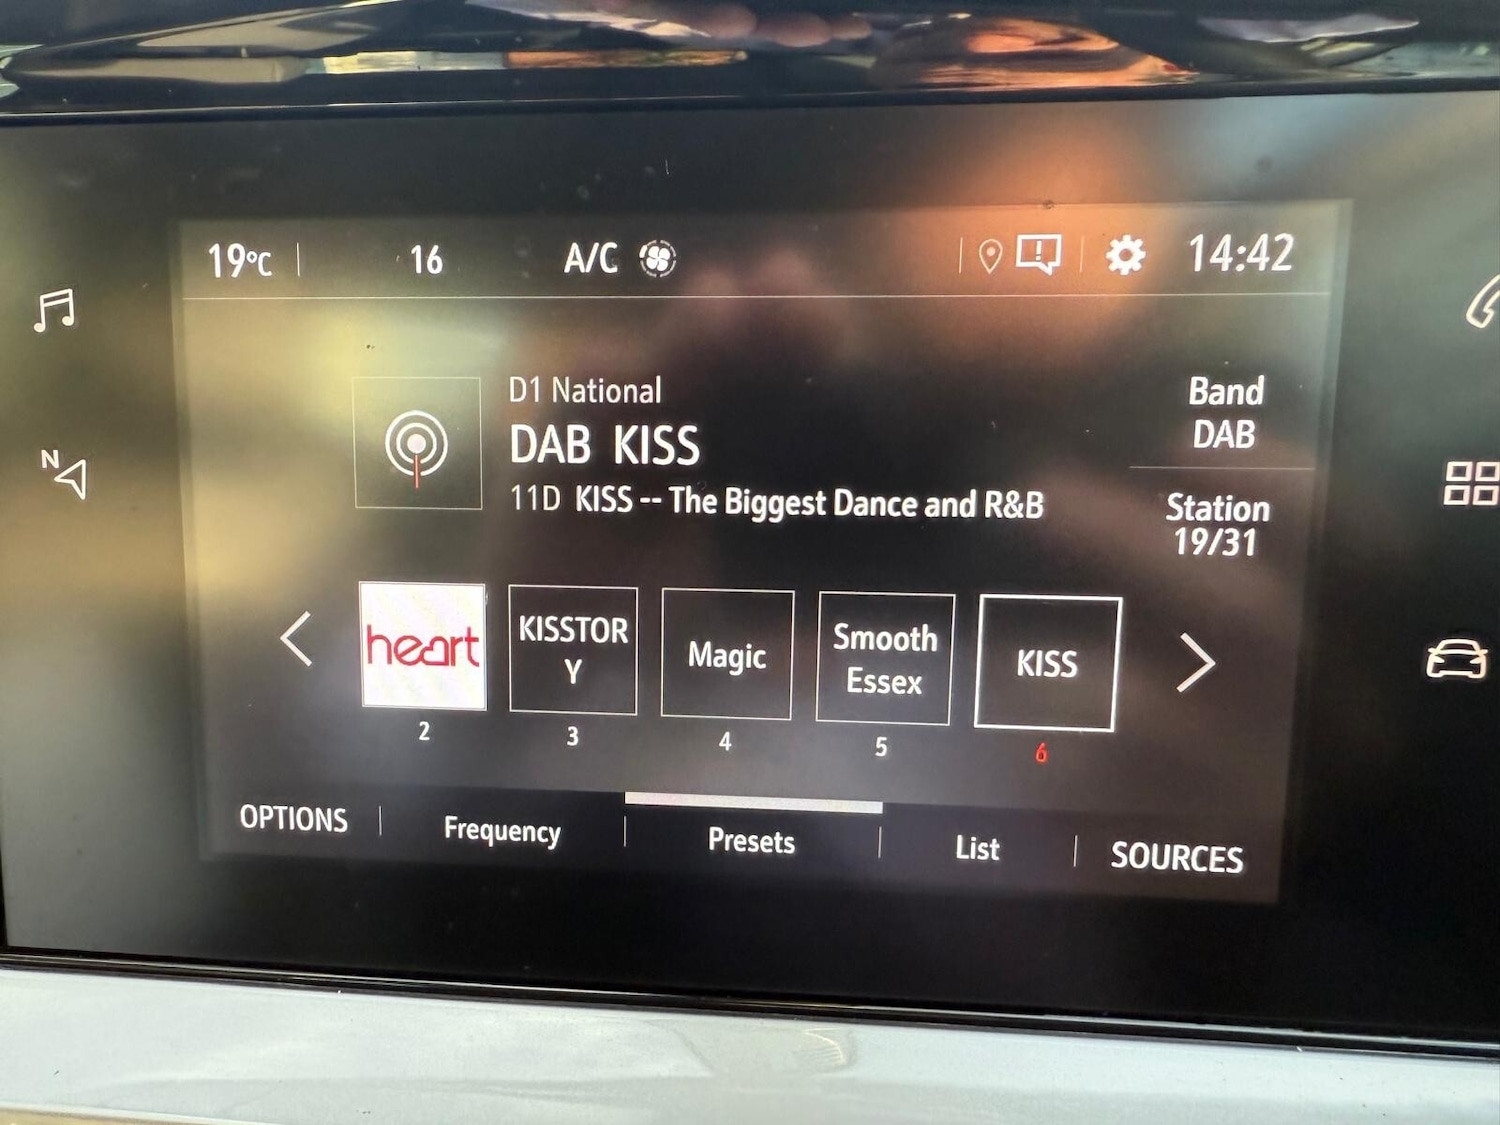 19°C 16 A/C 14:42
N
D1 National
DAB KISS
11D KISS -- The Biggest Dance and R&B
Band
DAB
Station
19/31
heart
KISSTOR
Y
Magic
Smooth
Essex
KISS
2 3 4 5 6
OPTIONS Frequency Presets List SOURCES